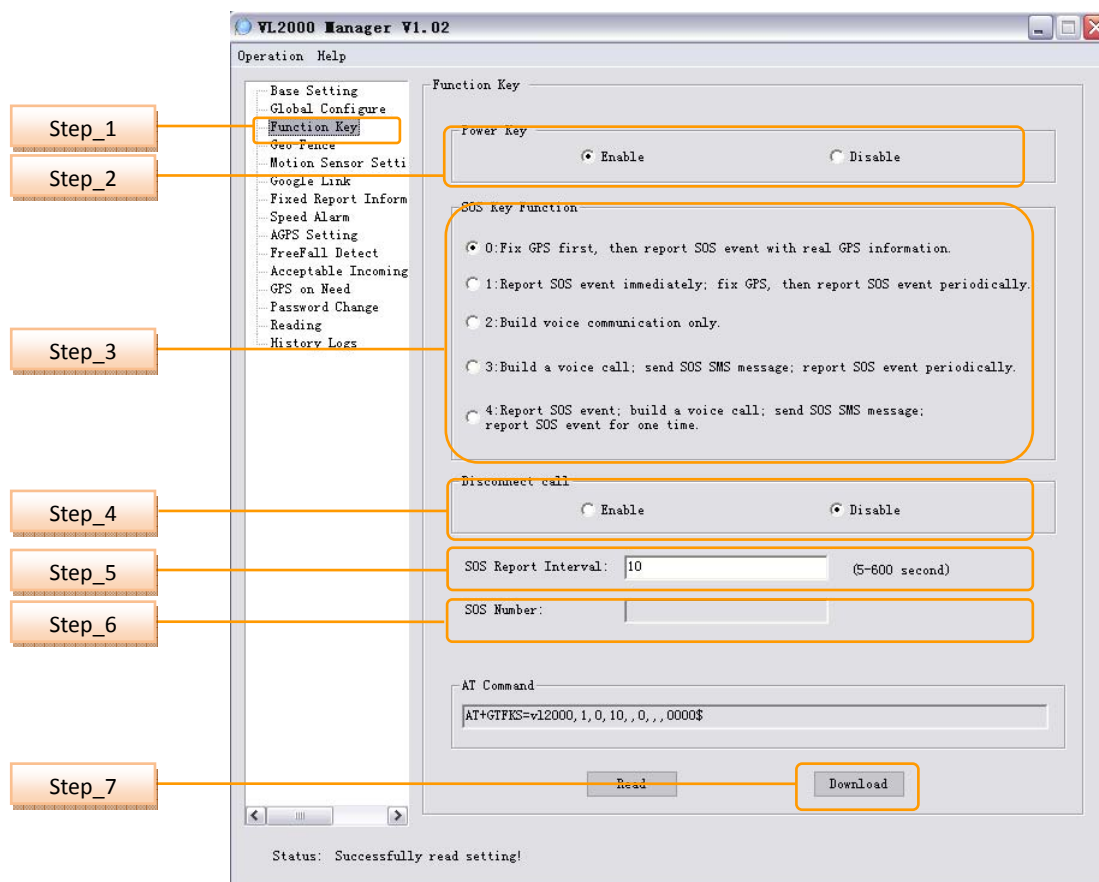 VL2000 Manager V1.02
Operation Help
Step_1
Step_2
Step_3
Step_4
Step_5
Step_6
Step_7
Base Setting
Global Configure
Function Key
Geo Fence
Motion Sensor Setti
Google Link
Fixed Report Inform
Speed Alarm
AGPS Setting
FreeFall Detect
Acceptable Incoming
GPS on Need
Password Change
Reading
History Logs
Function Key
Power Key
Enable Disable
SOS Key Function
0:Fix GPS first, then report SOS event with real GPS information.
1:Report SOS event immediately; fix GPS, then report SOS event periodically.
2:Build voice communication only.
3:Build a voice call; send SOS SMS message; report SOS event periodically.
4:Report SOS event; build a voice call; send SOS SMS message;
report SOS event for one time.
Disconnect call
Enable Disable
SOS Report Interval: 10 (5-600 second)
SOS Number:
AT Command
AT+GTFKS=vl2000,1,0,10,,0,,,0000$
Read Download
Status: Successfully read setting!